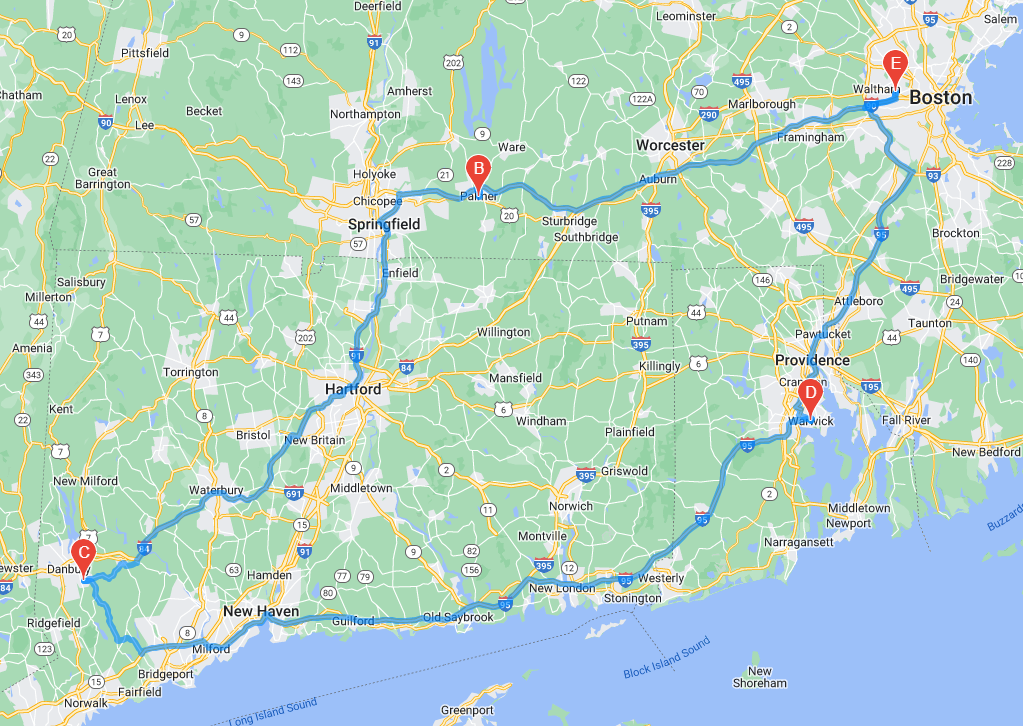 Deerfield
Leominster
2
95
Salem
20
9
91
112
Pittsfield
202
E
122
495
Waltham
Boston
Chatham
Lenox
Becket
143
Amherst
122A
70
Marlborough
290
90
Lee
Northampton
9
Ware
Worcester
Framingham
22
Great
Barrington
Holyoke
21
B
Auburn
93
228
Chicopee
Palmer
20
395
57
Springfield
Sturbridge
495
95
Brockton
57
Southbridge
Salisbury
Enfield
146
Bridgewater
Millerton
495
44
Attleboro
24
44
7
202
Willington
Putnam
44
Taunton
Amenia
91
395
Pawtucket
44
84
Providence
140
343
Torrington
Mansfield
Killingly
6
Hartford
D
195
Kent
22
8
6
Windham
Warwick
Fall River
Bristol
New Britain
Plainfield
95
7
9
2
Griswold
New Bedford
New Milford
Waterbury
691
Middletown
395
2
Norwich
Middletown
15
11
95
Newport
7
Montville
Narragansett
C
84
91
9
82
Danbury
63
Hamden
77
79
156
395
12
Westerly
84
80
New London
95
Stonington
New Haven
95
Ridgefield
8
Guilford
Old Saybrook
123
Milford
Block Island Sound
Bridgeport
New
Shoreham
15
Fairfield
Norwalk
Long Island Sound
Greenport